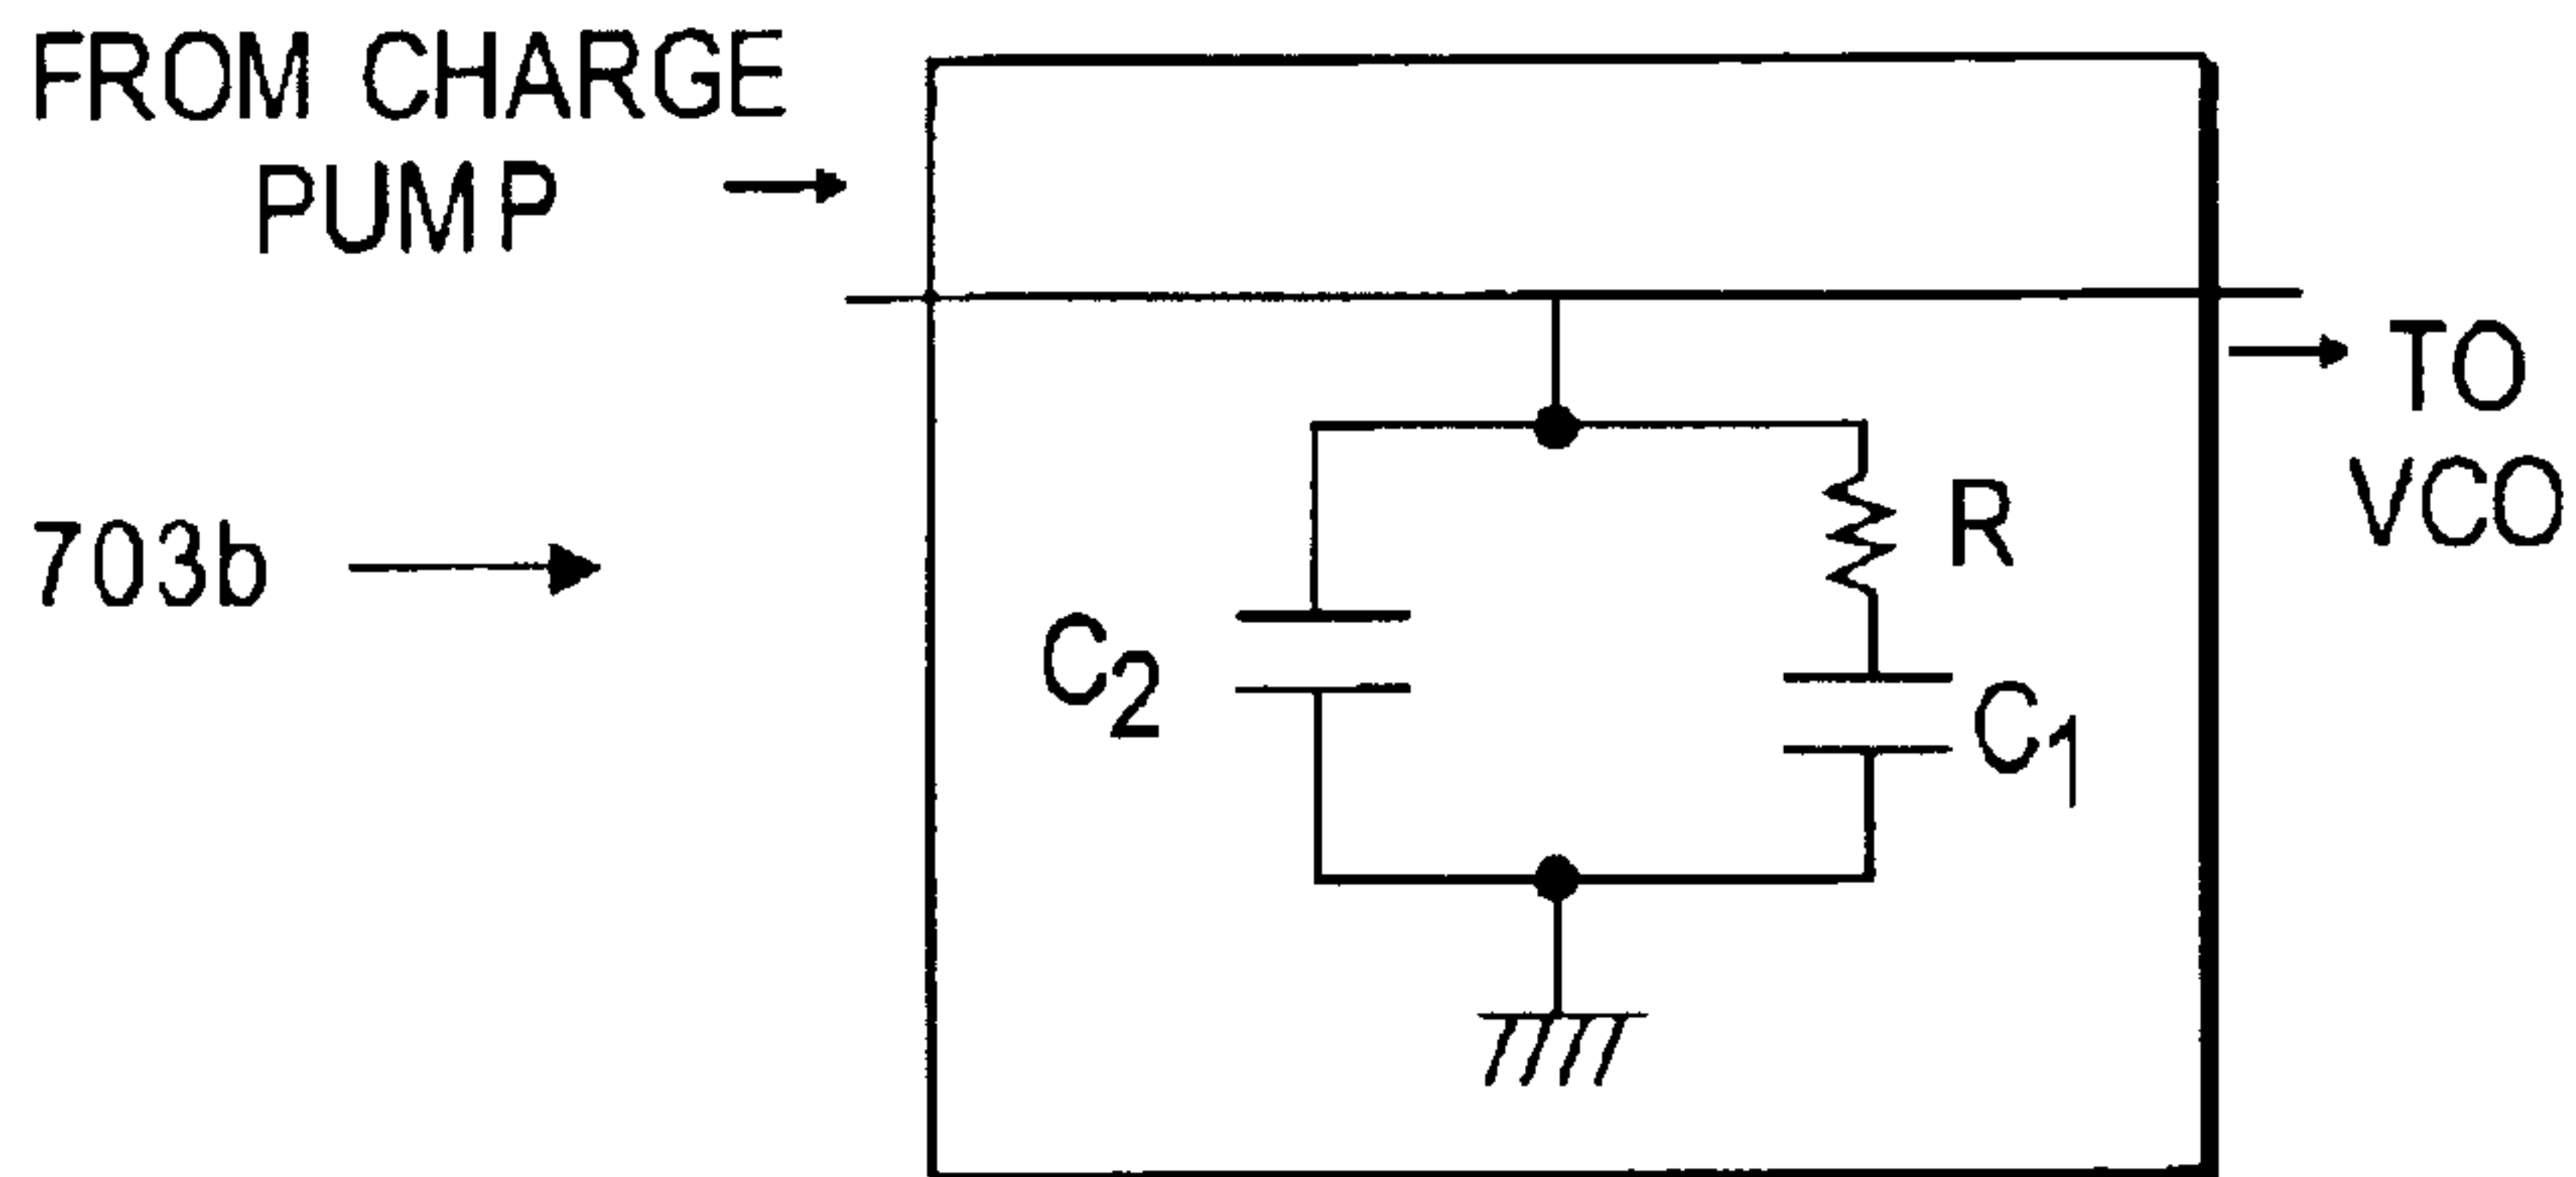 FROM CHARGE
PUMP
TO
VCO
703b
R
C2
C1